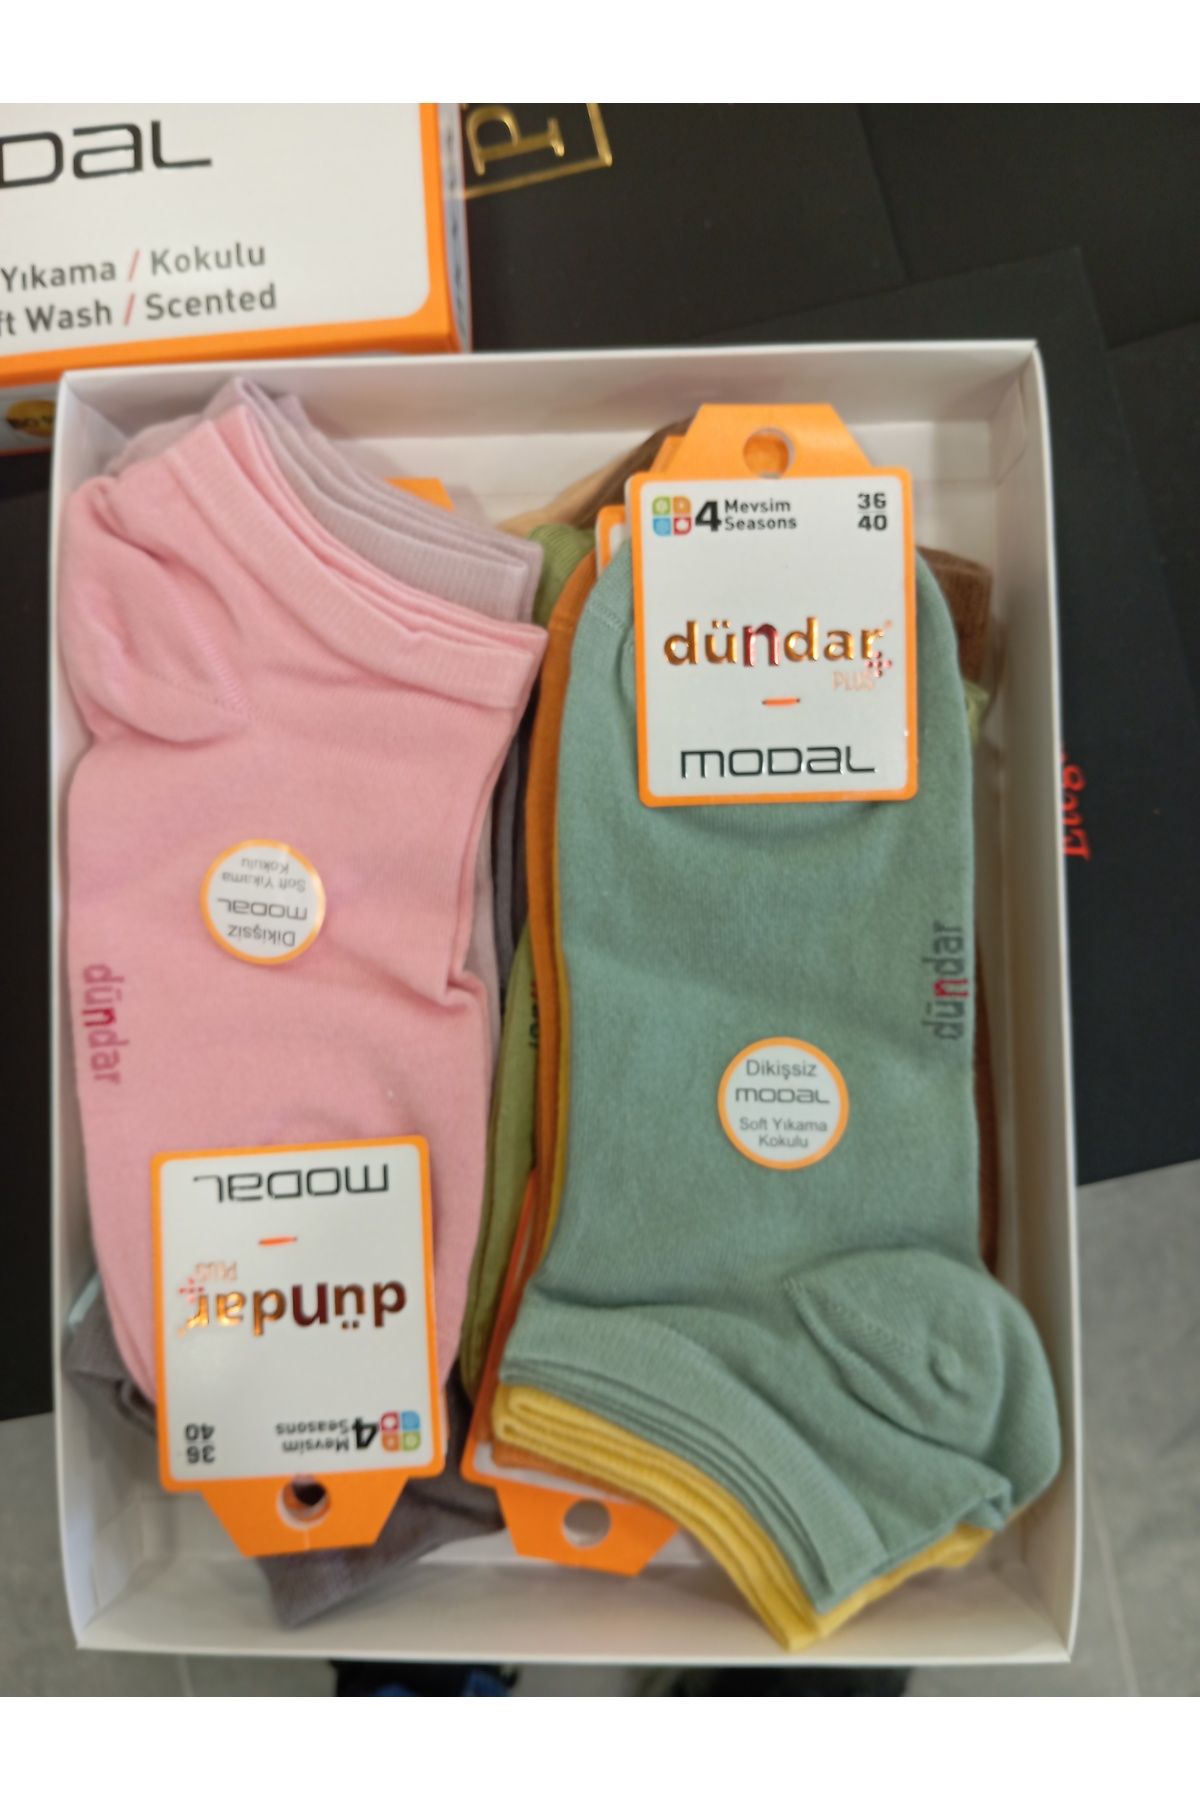 DAL
Yıkama / Kokulu
ft Wash / Scented
P
4 Mevsim
Seasons
36
40
dündar
PLUS
MODAL
dündar
Dikişsiz
MODAL
Soft Yıkama
Kokulu
dündar
Dikişsiz
MODAL
Soft Yıkama
Kokulu
MODAL
dündar
PLUS
4 Mevsim
Seasons
36
40